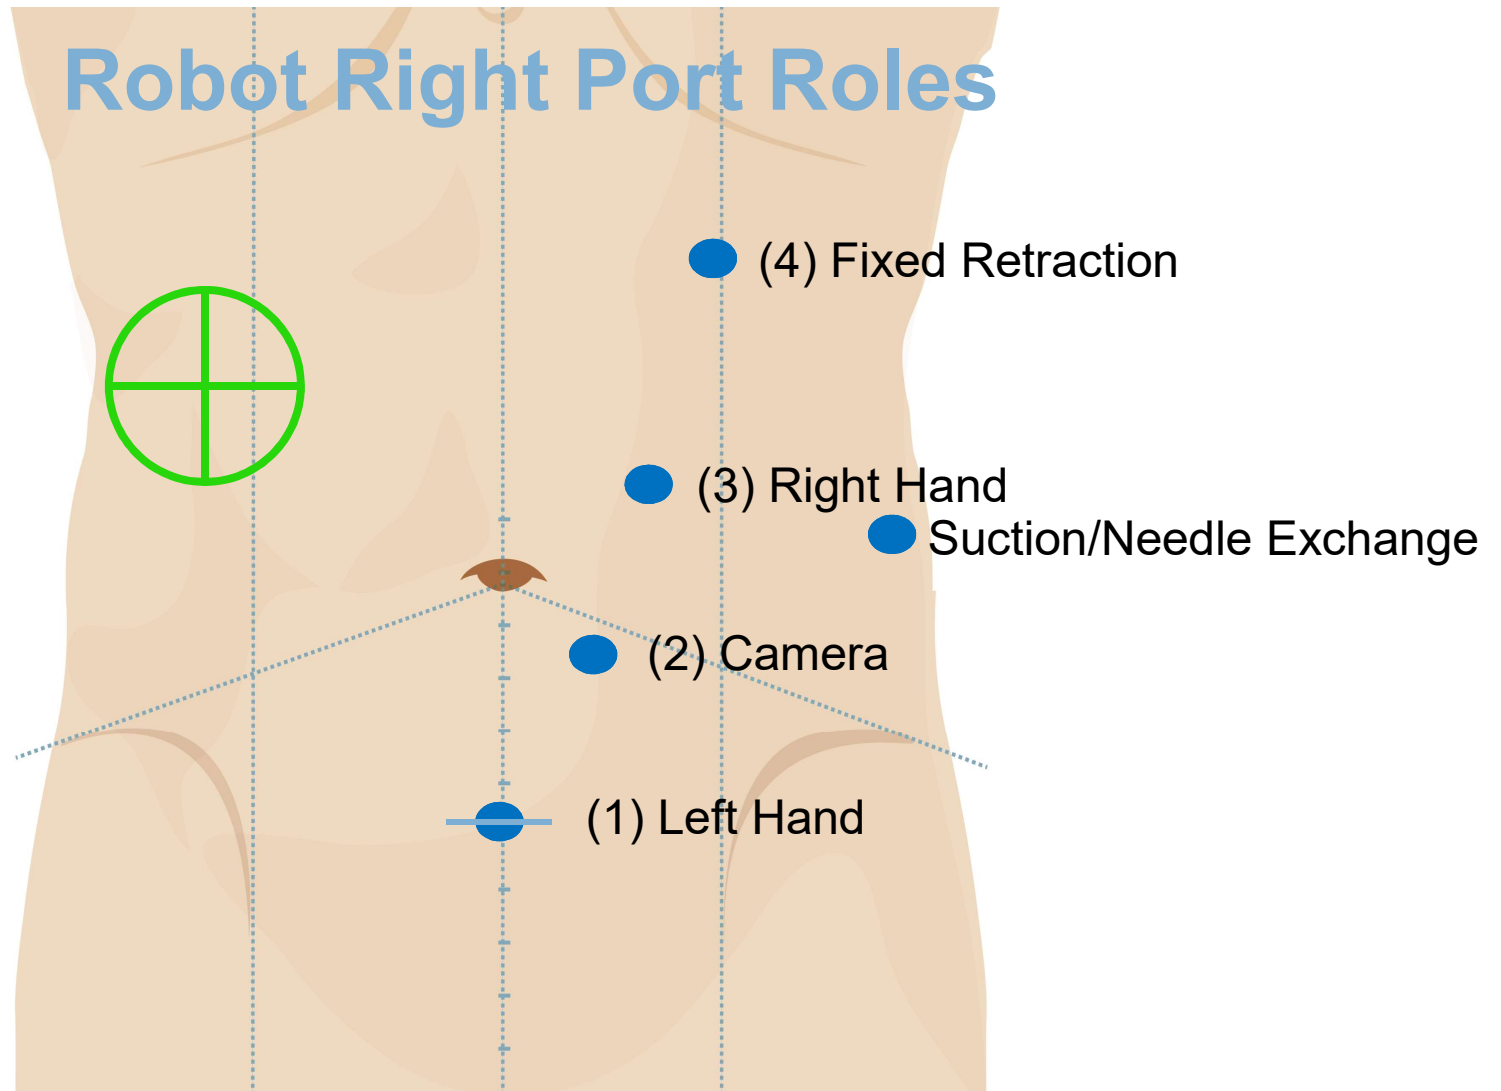 Robot Right Port Roles
(4) Fixed Retraction
(3) Right Hand
Suction/Needle Exchange
(2) Camera
(1) Left Hand